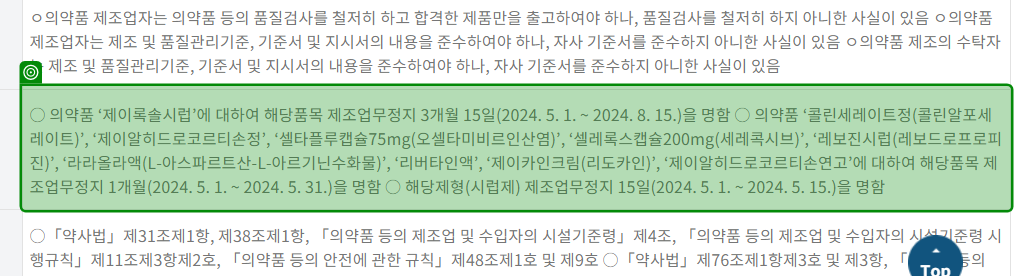 ㅇ의약품 제조업자는 의약품 등의 품질검사를 철저히 하고 합격한 제품만을 출고하여야 하나, 품질검사를 철저히 하지 아니한 사실이 있음 ㅇ의약품
제조업자는 제조 및 품질관리기준, 기준서 및 지시서의 내용을 준수하여야 하나, 자사 기준서를 준수하지 아니한 사실이 있음 ㅇ의약품 제조의 수탁자
제조 및 품질관리기준, 기준서 및 지시서의 내용을 준수하여야 하나, 자사 기준서를 준수하지 아니한 사실이 있음
○ 의약품 ‘제이록솔시럽’에 대하여 해당품목 제조업무정지 3개월 15일(2024. 5. 1. ~ 2024. 8. 15.)을 명함 ○ 의약품 ‘콜린세레이트정(콜린알포세
레이트)’, ‘제이알히드로코르티손정’, ‘셀타플루캡슐75mg(오셀타미비르인산염)’, ‘셀레록스캡슐200mg(세레콕시브)’, ‘레보진시럽(레보드로프로피
진)’, ‘라라올라액(L-아스파르트산-L-아르기닌수화물)’, ‘리버타인액’, ‘제이카인크림(리도카인)’, ‘제이알히드로코르티손연고’에 대하여 해당품목 제
조업무정지 1개월(2024. 5. 1. ~ 2024. 5. 31.)을 명함 ○ 해당제형(시럽제) 제조업무정지 15일(2024. 5. 1. ~ 2024. 5. 15.)을 명함
○「약사법」제31조제1항, 제38조제1항, 「의약품 등의 제조업 및 수입자의 시설기준령」제4조, 「의약품 등의 제조업 및 수입자의 시설기준령 시
행규칙」제11조제3항제2호, 「의약품 등의 안전에 관한 규칙」제48조제1호 및 제9호 ○「약사법」제76조제1항제3호 및 제3항, 「 등의
Top